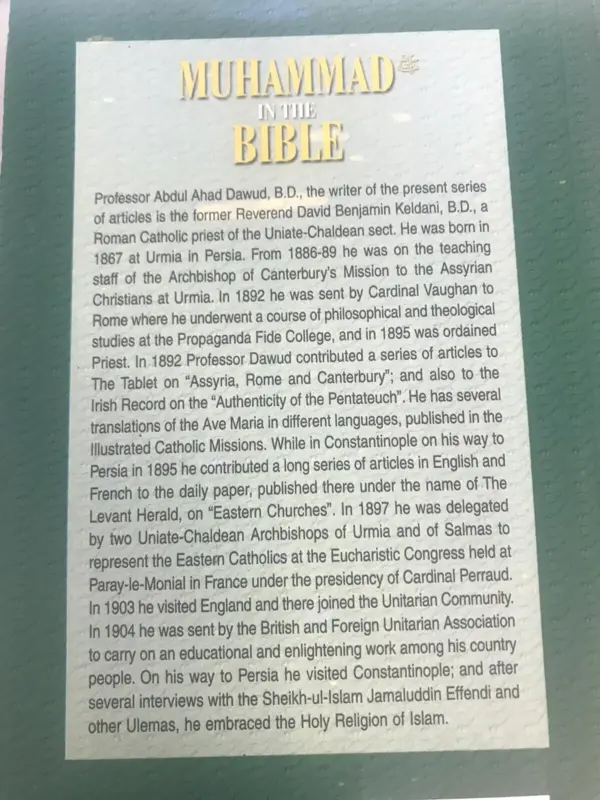 MUHAMMAD ﷺ
IN THE
BIBLE
Professor Abdul Ahad Dawud, B.D., the writer of the present series
of articles is the former Reverend David Benjamin Keldani, B.D., a
Roman Catholic priest of the Uniate-Chaldean sect. He was born in
1867 at Urmia in Persia. From 1886-89 he was on the teaching
staff of the Archbishop of Canterbury's Mission to the Assyrian
Christians at Urmia. In 1892 he was sent by Cardinal Vaughan to
Rome where he underwent a course of philosophical and theological
studies at the Propaganda Fide College, and in 1895 was ordained
Priest. In 1892 Professor Dawud contributed a series of articles to
The Tablet on "Assyria, Rome and Canterbury"; and also to the
Irish Record on the "Authenticity of the Pentateuch". He has several
translations of the Ave Maria in different languages, published in the
Illustrated Catholic Missions. While in Constantinople on his way to
Persia in 1895 he contributed a long series of articles in English and
French to the daily paper, published there under the name of The
Levant Herald, on "Eastern Churches". In 1897 he was delegated
by two Uniate-Chaldean Archbishops of Urmia and of Salmas to
represent the Eastern Catholics at the Eucharistic Congress held at
Paray-le-Monial in France under the presidency of Cardinal Perraud.
In 1903 he visited England and there joined the Unitarian Community.
In 1904 he was sent by the British and Foreign Unitarian Association
to carry on an educational and enlightening work among his country
people. On his way to Persia he visited Constantinople; and after
several interviews with the Sheikh-ul-Islam Jamaluddin Effendi and
other Ulemas, he embraced the Holy Religion of Islam.